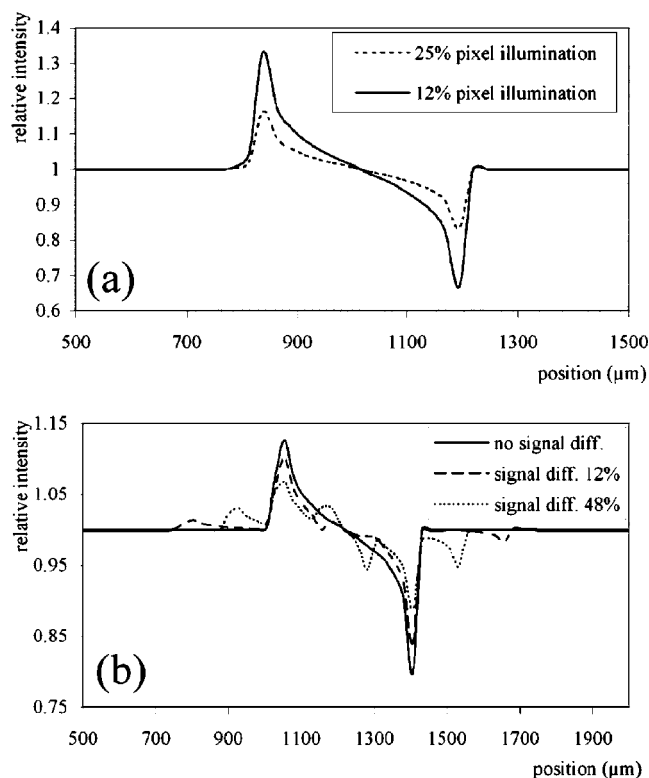 relative intensity
1.4
1.3
1.2
1.1
1
0.9
0.8
0.7
0.6
25% pixel illumination
12% pixel illumination
(a)
500 700 900 1100 1300 1500
position (µm)
relative intensity
1.15
1.05
0.95
0.85
0.75
no signal diff.
signal diff. 12%
signal diff. 48%
(b)
500 700 900 1100 1300 1500 1700 1900
position (µm)